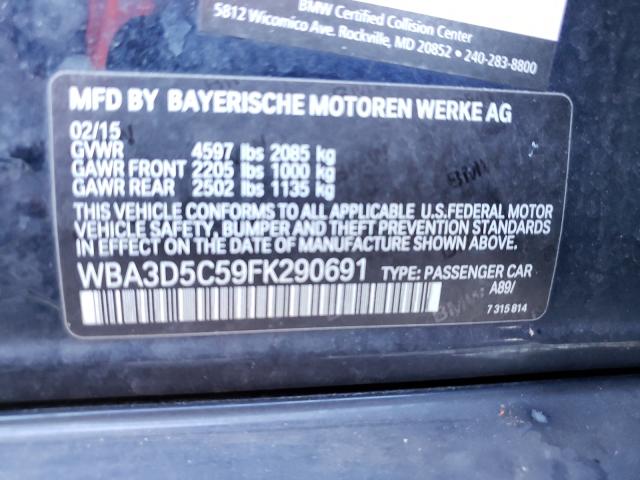 BMW Certified Collision Center
5812 Wicomico Ave. Rockville, MD 20852 • 240-283-8800
MFD BY BAYERISCHE MOTOREN WERKE AG
02/15
GVWR 4597 lbs 2085 kg
GAWR FRONT 2205 lbs 1000 kg
GAWR REAR 2502 lbs 1135 kg
THIS VEHICLE CONFORMS TO ALL APPLICABLE U.S.FEDERAL MOTOR
VEHICLE SAFETY, BUMPER, AND THEFT PREVENTION STANDARDS
IN EFFECT ON THE DATE OF MANUFACTURE SHOWN ABOVE.
WBA3D5C59FK290691 TYPE: PASSENGER CAR
A89/
7 315 814